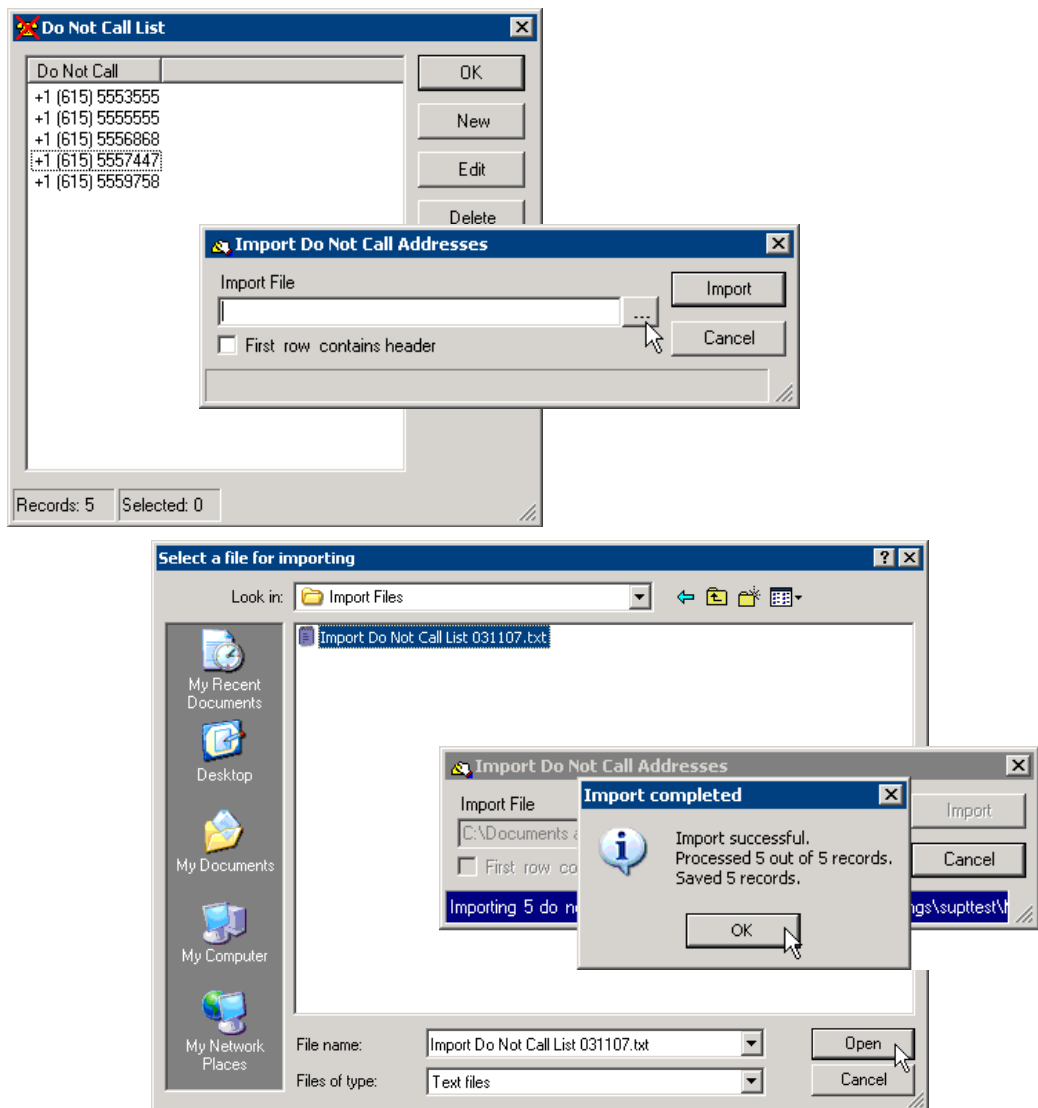 Do Not Call List
Do Not Call
+1 (615) 5553555
+1 (615) 5555555
+1 (615) 5556868
+1 (615) 5557447
+1 (615) 5559758
OK
New
Edit
Delete
Import Do Not Call Addresses
Import File
...
Import
First row contains header
Cancel
Records: 5
Selected: 0
Select a file for importing
Look in:
Import Files
Import Do Not Call List 031107.txt
My Recent
Documents
Desktop
My Documents
My Computer
My Network
Places
Import Do Not Call Addresses
Import File
Import
C:\Documents a
First row co
Cancel
Importing 5 do n
ngs\supttest\
Import completed
Import successful.
Processed 5 out of 5 records.
Saved 5 records.
OK
File name:
Import Do Not Call List 031107.txt
Open
Files of type:
Text files
Cancel